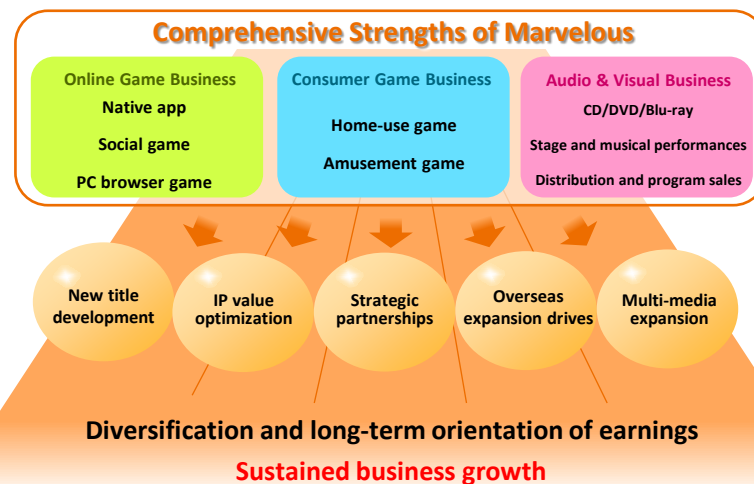 Comprehensive Strengths of Marvelous
Online Game Business
Native app
Social game
PC browser game
Consumer Game Business
Home-use game
Amusement game
Audio & Visual Business
CD/DVD/Blu-ray
Stage and musical performances
Distribution and program sales
New title
development
IP value
optimization
Strategic
partnerships
Overseas
expansion drives
Multi-media
expansion
Diversification and long-term orientation of earnings
Sustained business growth